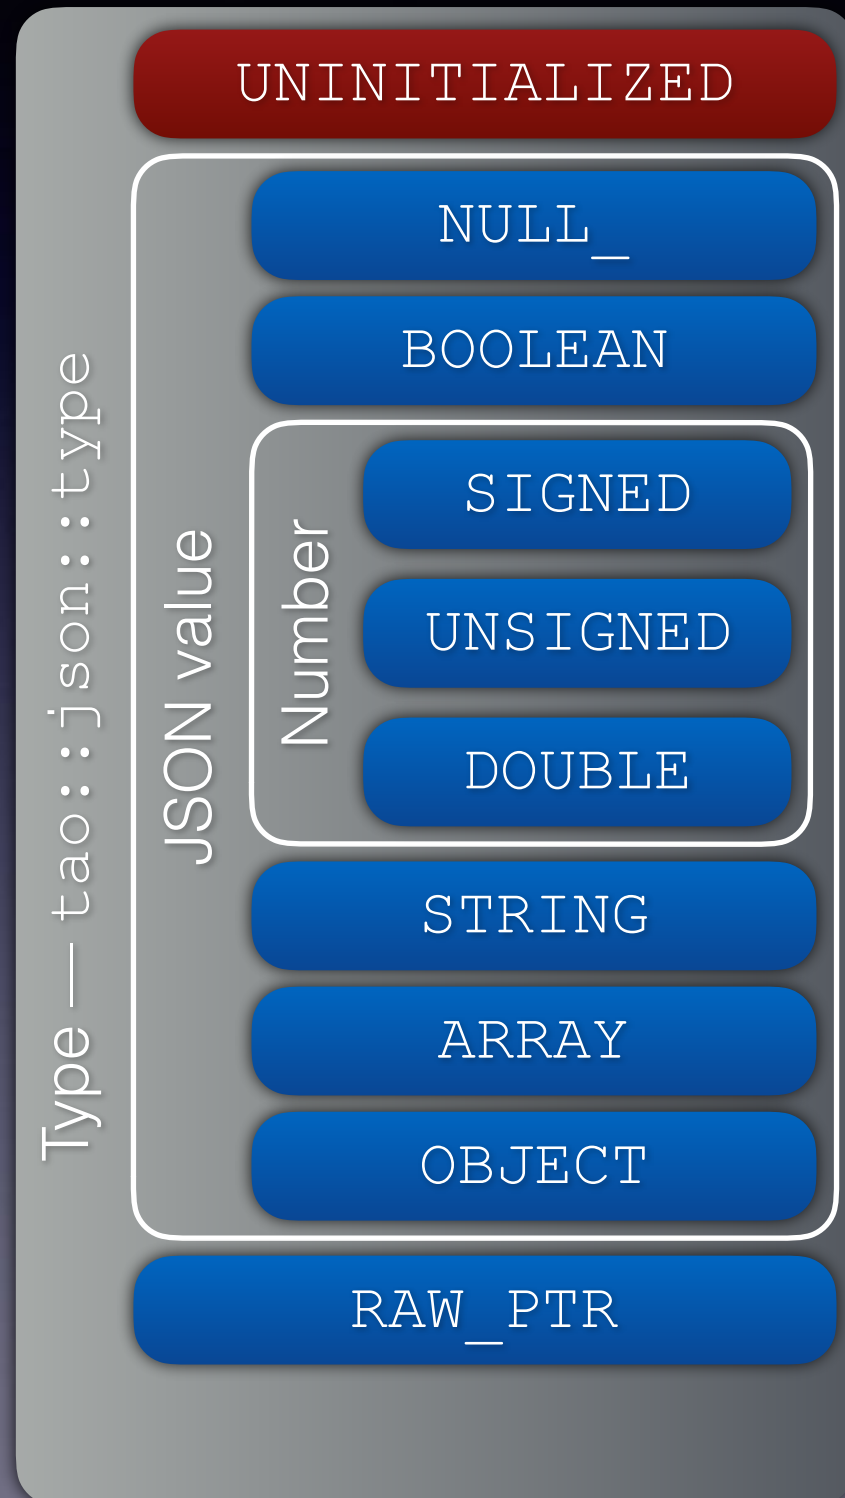 Type — tao::json::type
UNINITIALIZED
JSON value
NULL_
BOOLEAN
Number
SIGNED
UNSIGNED
DOUBLE
STRING
ARRAY
OBJECT
RAW_PTR